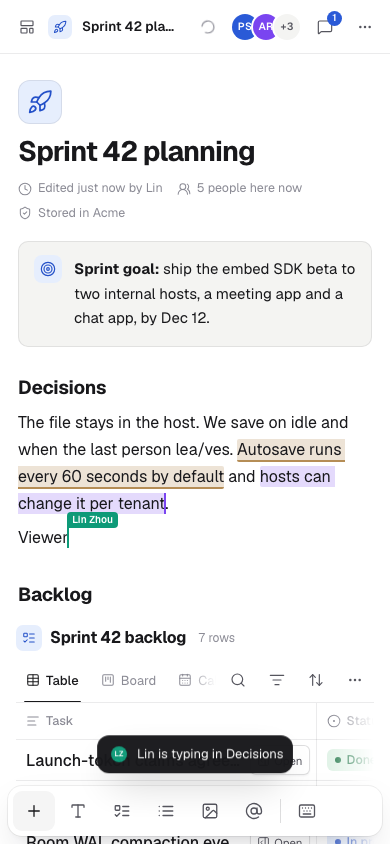 Sprint 42 pla...
PS
AR
+3
1
Sprint 42 planning
Edited just now by Lin
5 people here now
Stored in Acme
Sprint goal: ship the embed SDK beta to
two internal hosts, a meeting app and a
chat app, by Dec 12.
Decisions
The file stays in the host. We save on idle and
when the last person lea/ves. Autosave runs
every 60 seconds by default and hosts can
change it per tenant.
Lin Zhou
Viewer
Backlog
Sprint 42 backlog 7 rows
Table Board
Task
LZ Lin is typing in Decisions
Room WAL compaction eve Open